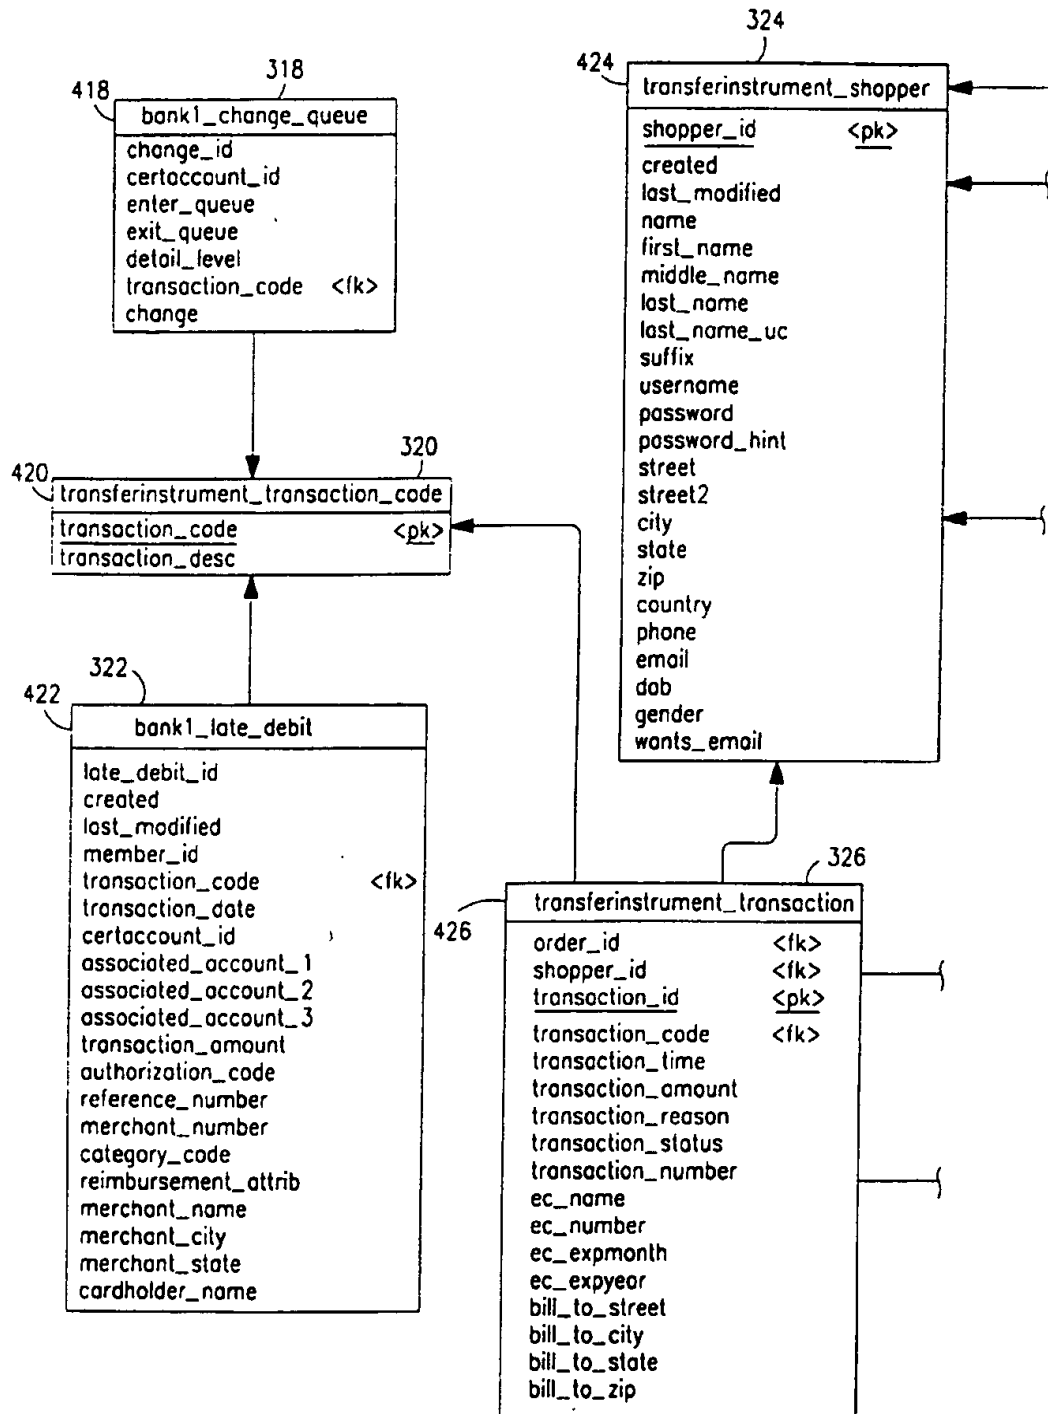 418
318
bank1_change_queue
change_id
certaccount_id
enter_queue
exit_queue
detail_level
transaction_code <fk>
change
420
320
transferinstrument_transaction_code
transaction_code <pk>
transaction_desc
322
422
bank1_late_debit
late_debit_id
created
last_modified
member_id
transaction_code <fk>
transaction_date
certaccount_id
associated_account_1
associated_account_2
associated_account_3
transaction_amount
authorization_code
reference_number
merchant_number
category_code
reimbursement_attrib
merchant_name
merchant_city
merchant_state
cardholder_name
324
424
transferinstrument_shopper
shopper_id <pk>
created
last_modified
name
first_name
middle_name
last_name
last_name_uc
suffix
username
password
password_hint
street
street2
city
state
zip
country
phone
email
dob
gender
wants_email
326
426
transferinstrument_transaction
order_id <fk>
shopper_id <fk>
transaction_id <pk>
transaction_code <fk>
transaction_time
transaction_amount
transaction_reason
transaction_status
transaction_number
ec_name
ec_number
ec_expmonth
ec_expyear
bill_to_street
bill_to_city
bill_to_state
bill_to_zip